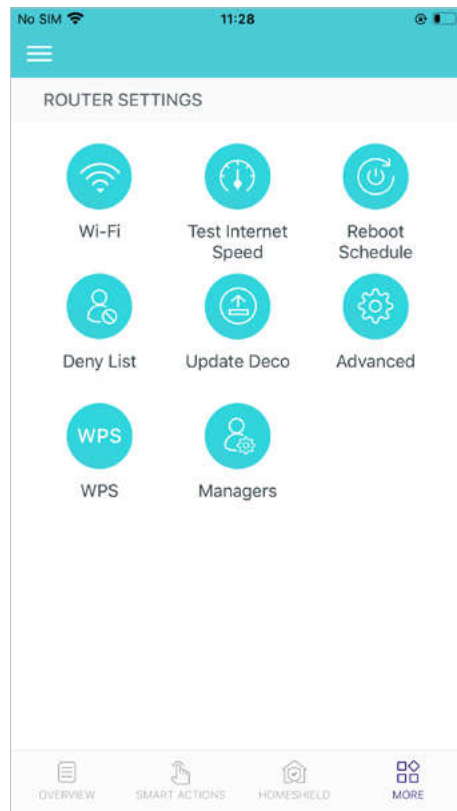 No SIM 11:28
ROUTER SETTINGS
Wi-Fi
Test Internet
Speed
Reboot
Schedule
Deny List
Update Deco
Advanced
WPS
WPS
Managers
OVERVIEW
SMART ACTIONS
HOMESHIELD
MORE